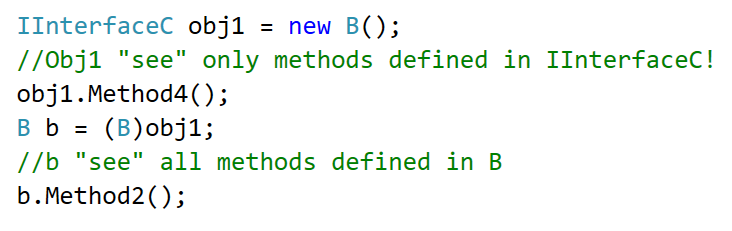 IInterfaceC obj1 = new B();
//Obj1 "see" only methods defined in IInterfaceC!
obj1.Method4();
B b = (B)obj1;
//b "see" all methods defined in B
b.Method2();